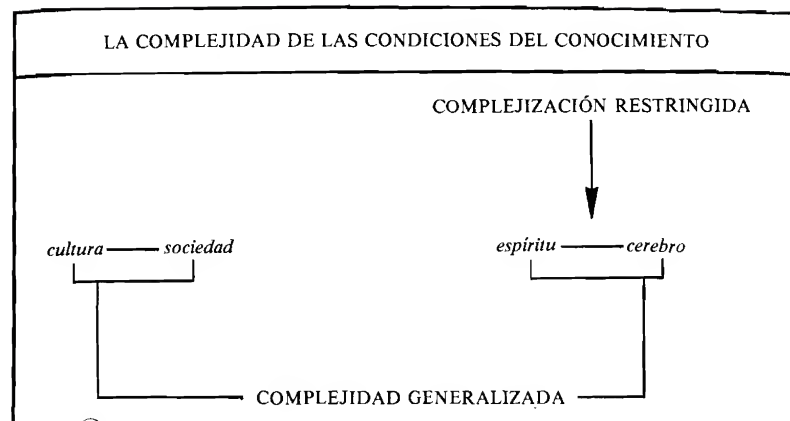 LA COMPLEJIDAD DE LAS CONDICIONES DEL CONOCIMIENTO
COMPLEJIZACIÓN RESTRINGIDA
cultura sociedad espíritu cerebro
COMPLEJIDAD GENERALIZADA